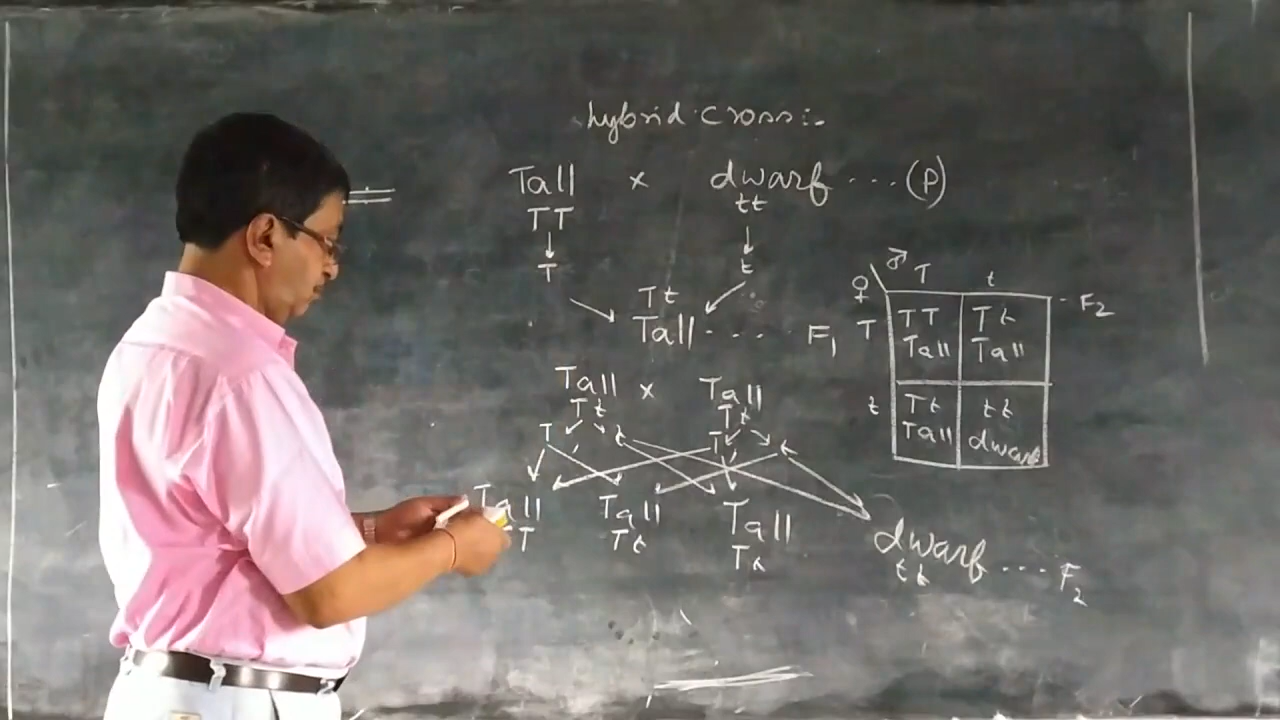 hybrid cross:-
Tall × dwarf ... (P)
TT tt
T t
Tt
Tall .... F1
Tall × Tall
Tt Tt
T t T t
Tall Tall Tall dwarf ... F2
TT Tt Tt tt
♂ T t - F2
♀
T TT Tt
Tall Tall
t Tt tt
Tall dwarf